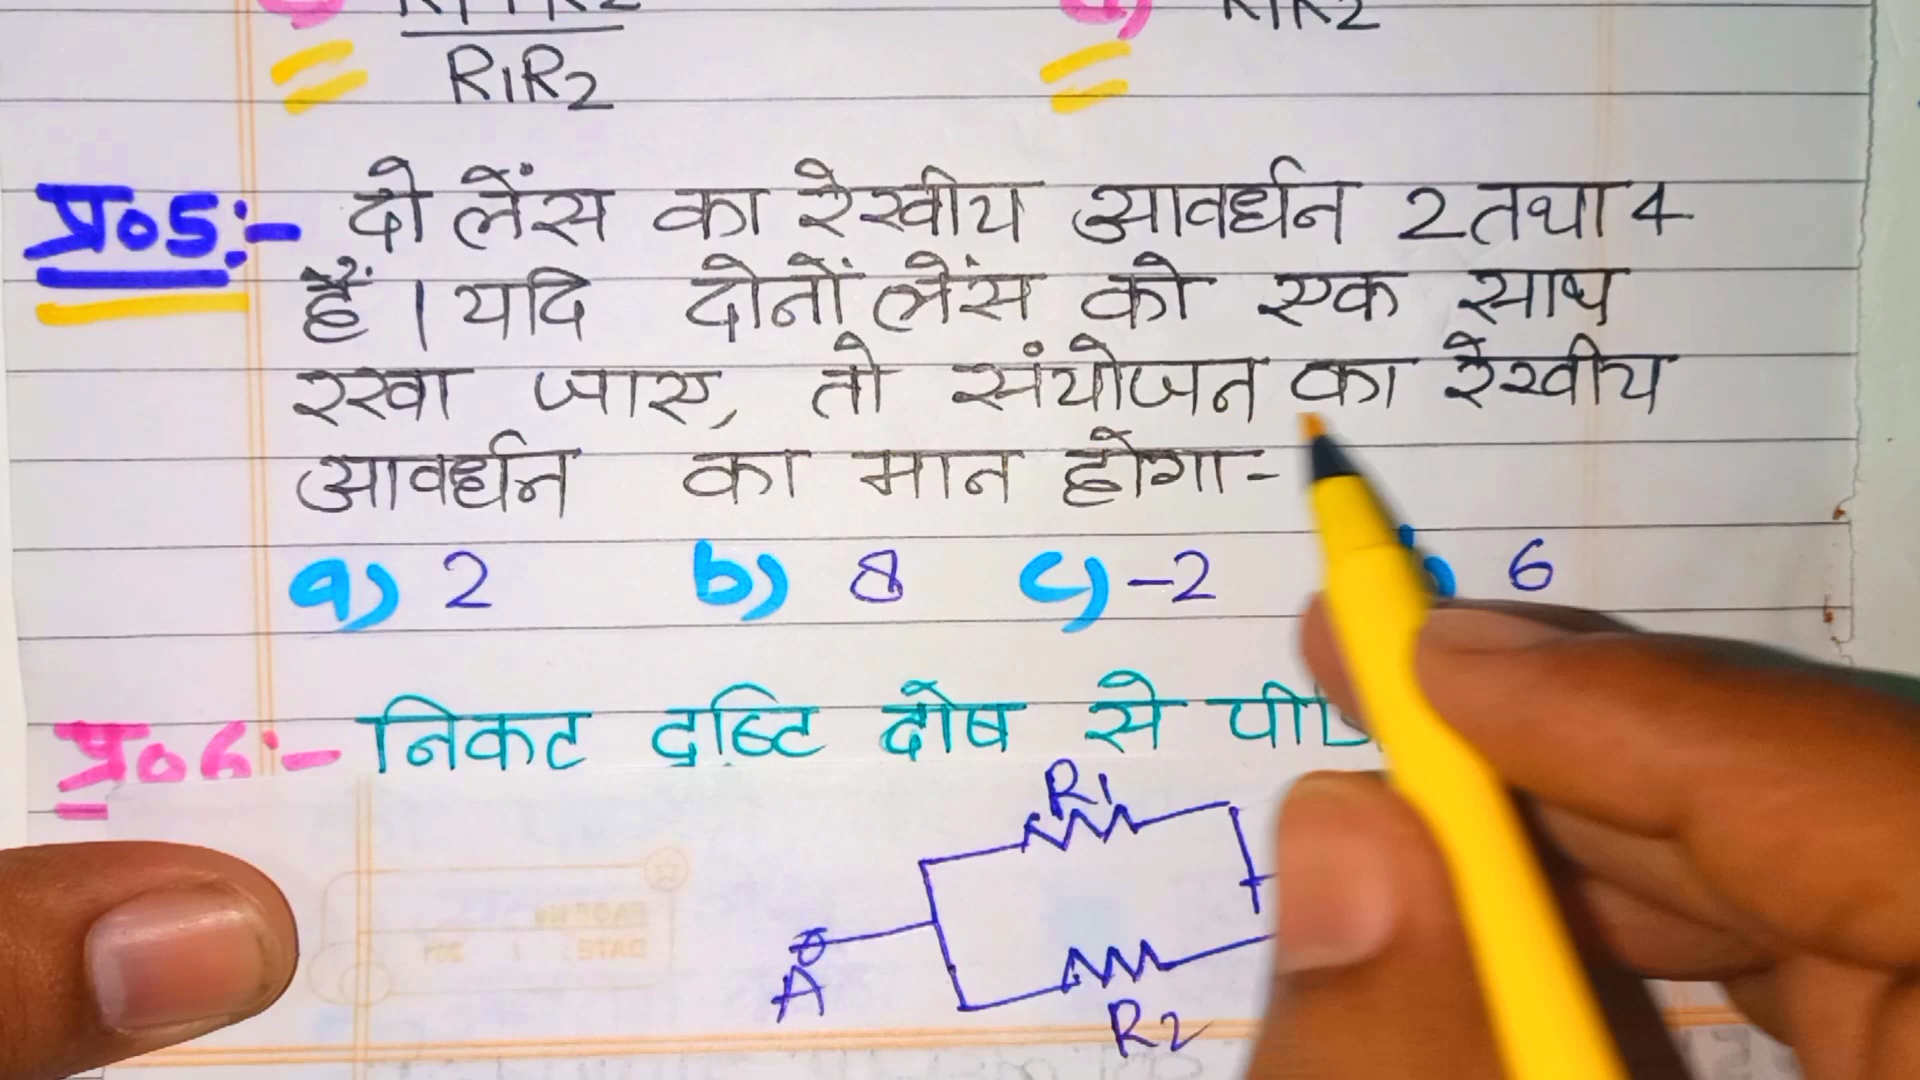 R1R2
R1R2
प्र०5:- दो लेंस का रेखीय आवर्धन 2 तथा 4
हैं। यदि दोनों लेंस को एक साथ
रखा जाए, तो संयोजन का रेखीय
आवर्धन का मान होगा-
a) 2 b) 8 c) -2 6
प्र०6:- निकट दृष्टि दोष से
R1
A
R2